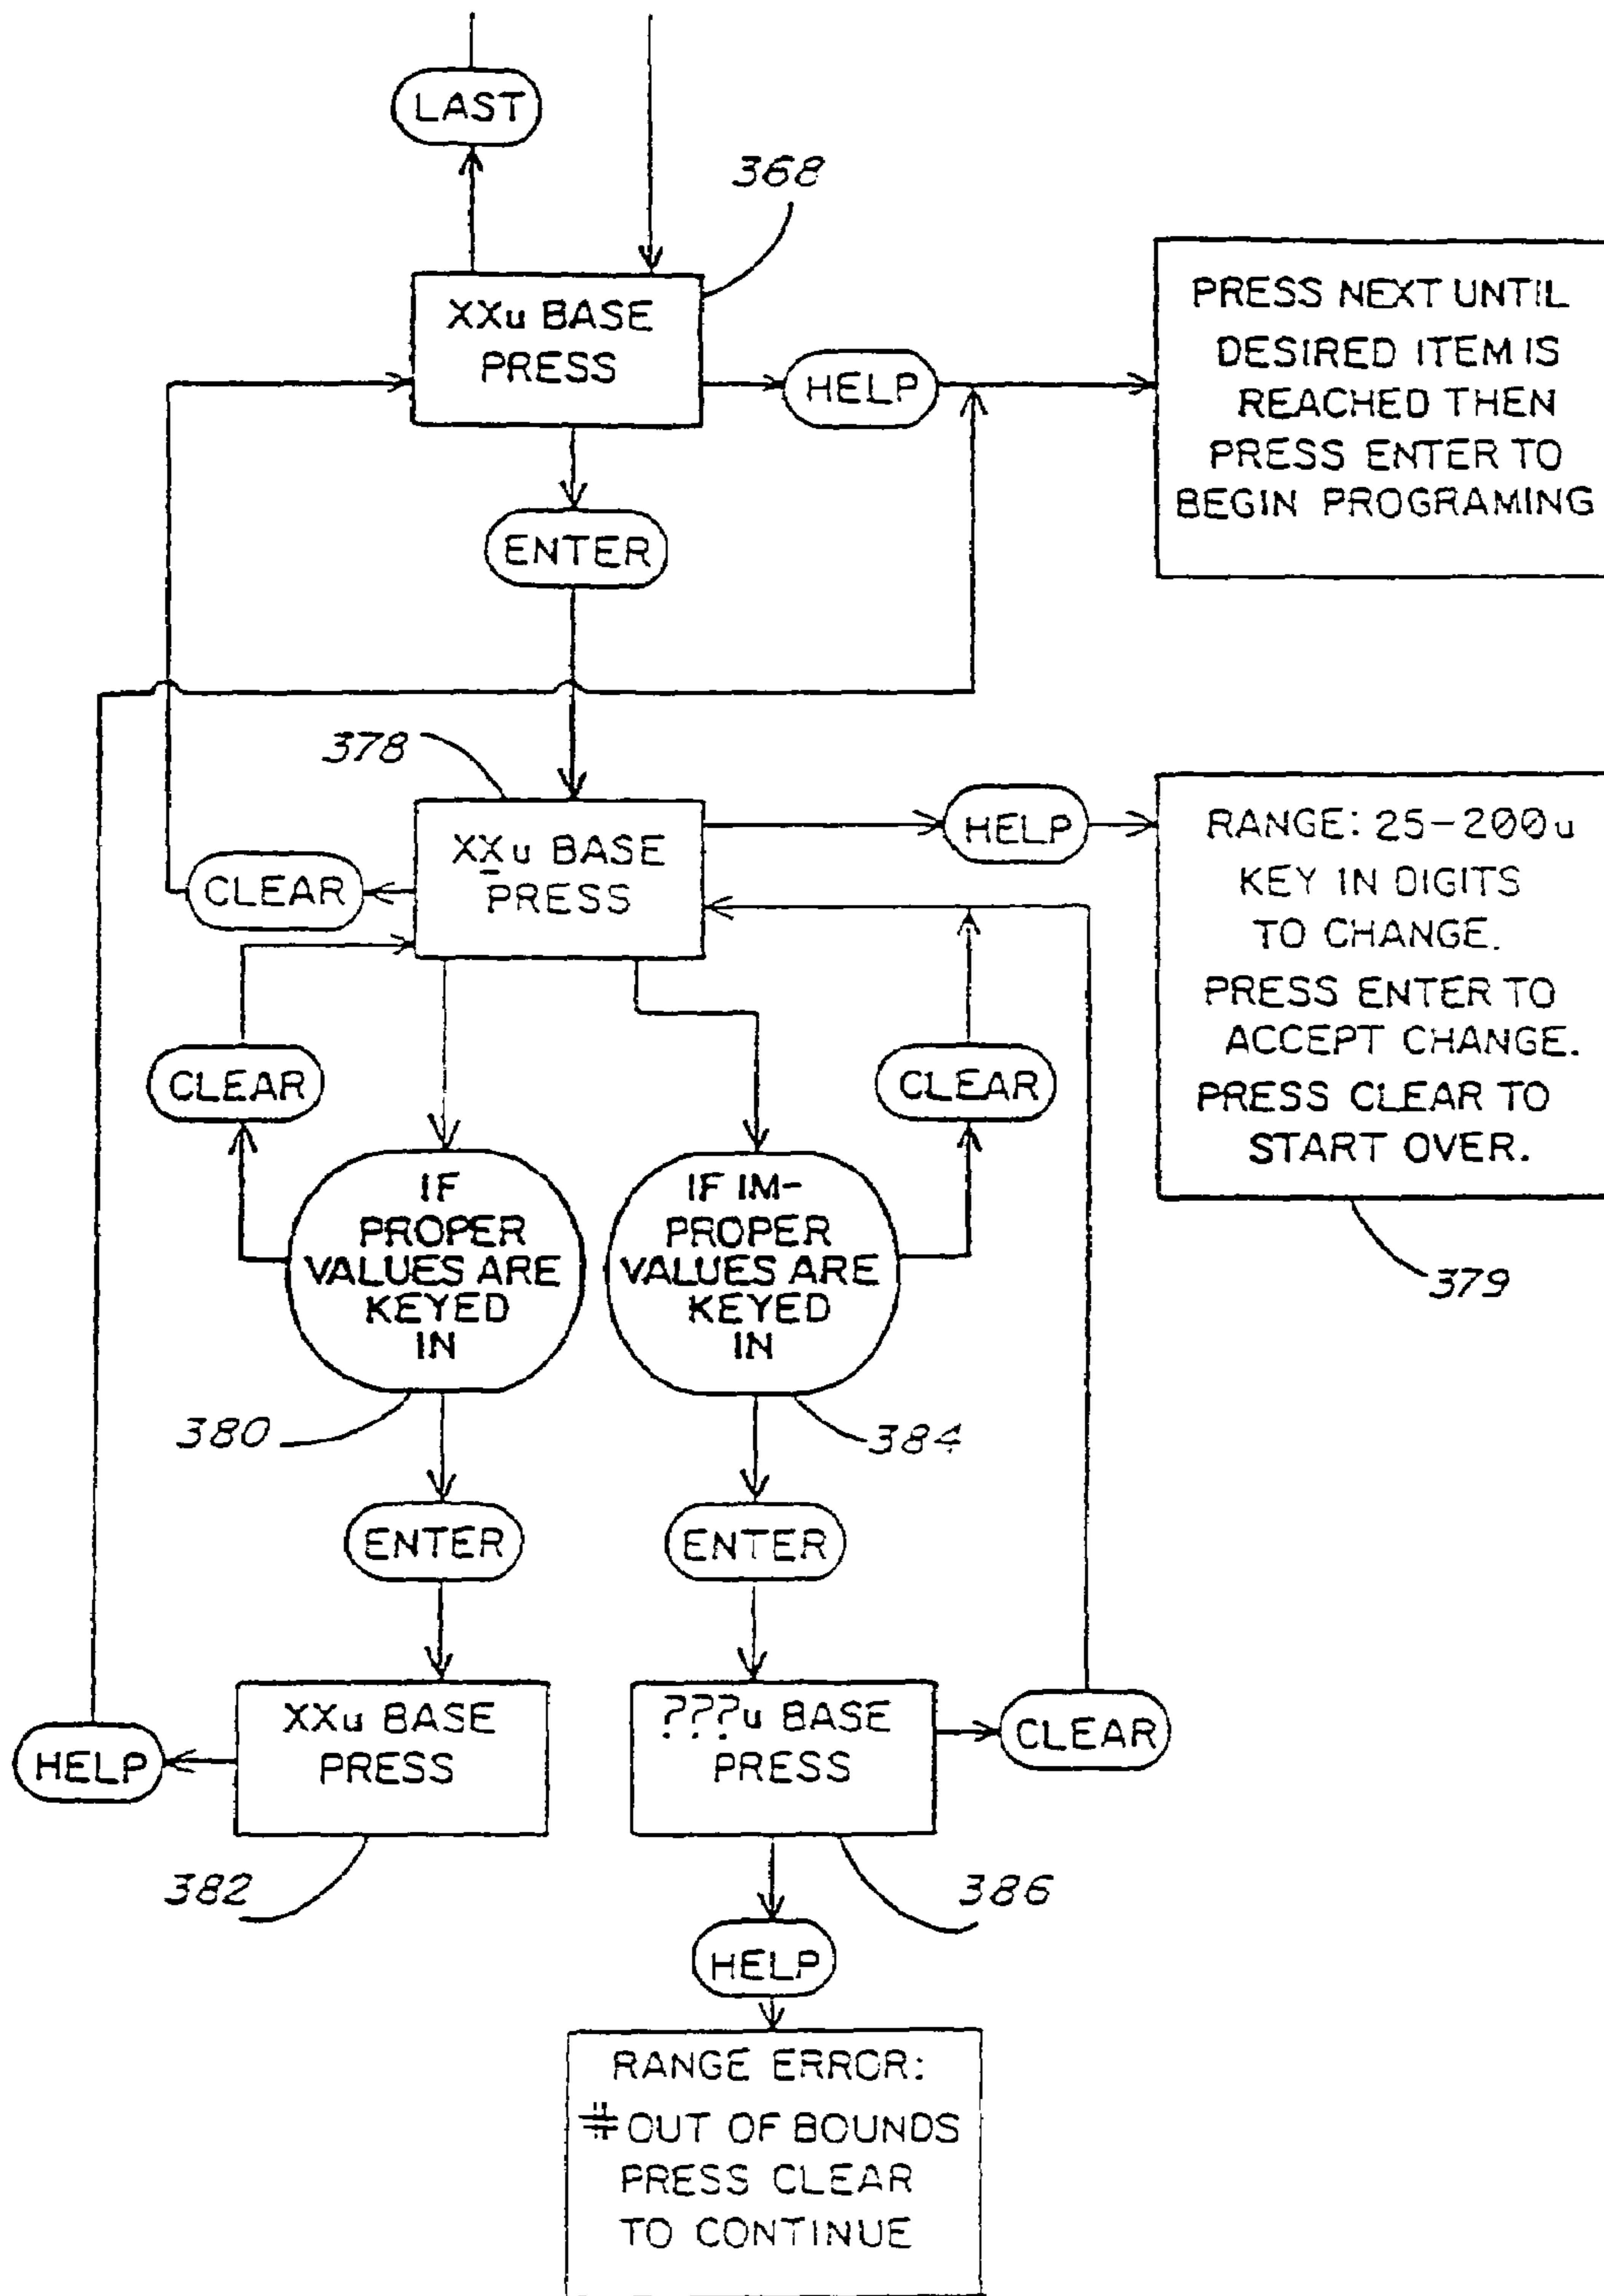 LAST
368
XXu BASE
PRESS
HELP
PRESS NEXT UNTIL
DESIRED ITEM IS
REACHED THEN
PRESS ENTER TO
BEGIN PROGRAMING
ENTER
378
XXu BASE
PRESS
HELP
CLEAR
RANGE: 25-200u
KEY IN DIGITS
TO CHANGE.
PRESS ENTER TO
ACCEPT CHANGE.
PRESS CLEAR TO
START OVER.
379
CLEAR
CLEAR
IF
PROPER
VALUES ARE
KEYED
IN
380
IF IM-
PROPER
VALUES ARE
KEYED
IN
384
ENTER
ENTER
HELP
XXu BASE
PRESS
382
???u BASE
PRESS
386
CLEAR
HELP
RANGE ERROR:
# OUT OF BOUNDS
PRESS CLEAR
TO CONTINUE